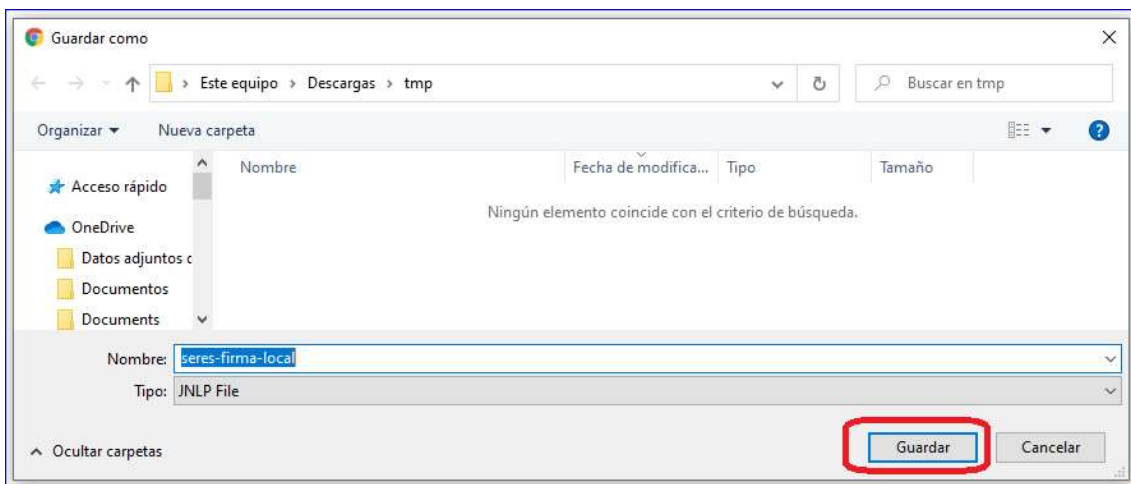 Guardar como
Este equipo › Descargas › tmp
Buscar en tmp
Organizar
Nueva carpeta
Nombre
Fecha de modifica...
Tipo
Tamaño
Ningún elemento coincide con el criterio de búsqueda.
Acceso rápido
OneDrive
Datos adjuntos c
Documentos
Documents
Nombre: seres-firma-local
Tipo: JNLP File
Ocultar carpetas
Guardar
Cancelar